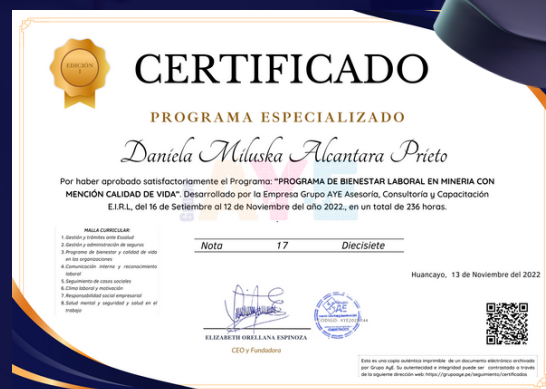 EDICIÓN
1
CERTIFICADO
PROGRAMA ESPECIALIZADO
Daniela Miluska Alcantara Prieto
Por haber aprobado satisfactoriamente el Programa: "PROGRAMA DE BIENESTAR LABORAL EN MINERIA CON
MENCIÓN CALIDAD DE VIDA". Desarrollado por la Empresa Grupo AYE Asesoría, Consultoría y Capacitación
E.I.R.L, del 16 de Setiembre al 12 de Noviembre del año 2022., en un total de 236 horas.
AYE
MALLA CURRICULAR:
1. Gestión y trámites ante Essalud
2. Gestión y administración de seguros
3. Programa de bienestar y calidad de vida
en las organizaciones
4. Comunicación interna y reconocimiento
laboral
5. Seguimiento de casos sociales
6. Clima laboral y motivación
7. Responsabilidad social empresarial
8. Salud mental y seguridad y salud en el
trabajo
Nota 17 Diecisiete
Huancayo, 13 de Noviembre del 2022
ELIZABETH ORELLANA ESPINOZA
CEO y Fundadora
Esta es una copia auténtica imprimible de un documento eléctronico archivado
por Grupo AyE. Su autenticidad e integridad puede ser contrastada a través
de la siguiente dirección web: https://grupoaye.pe/seguimiento/certificados